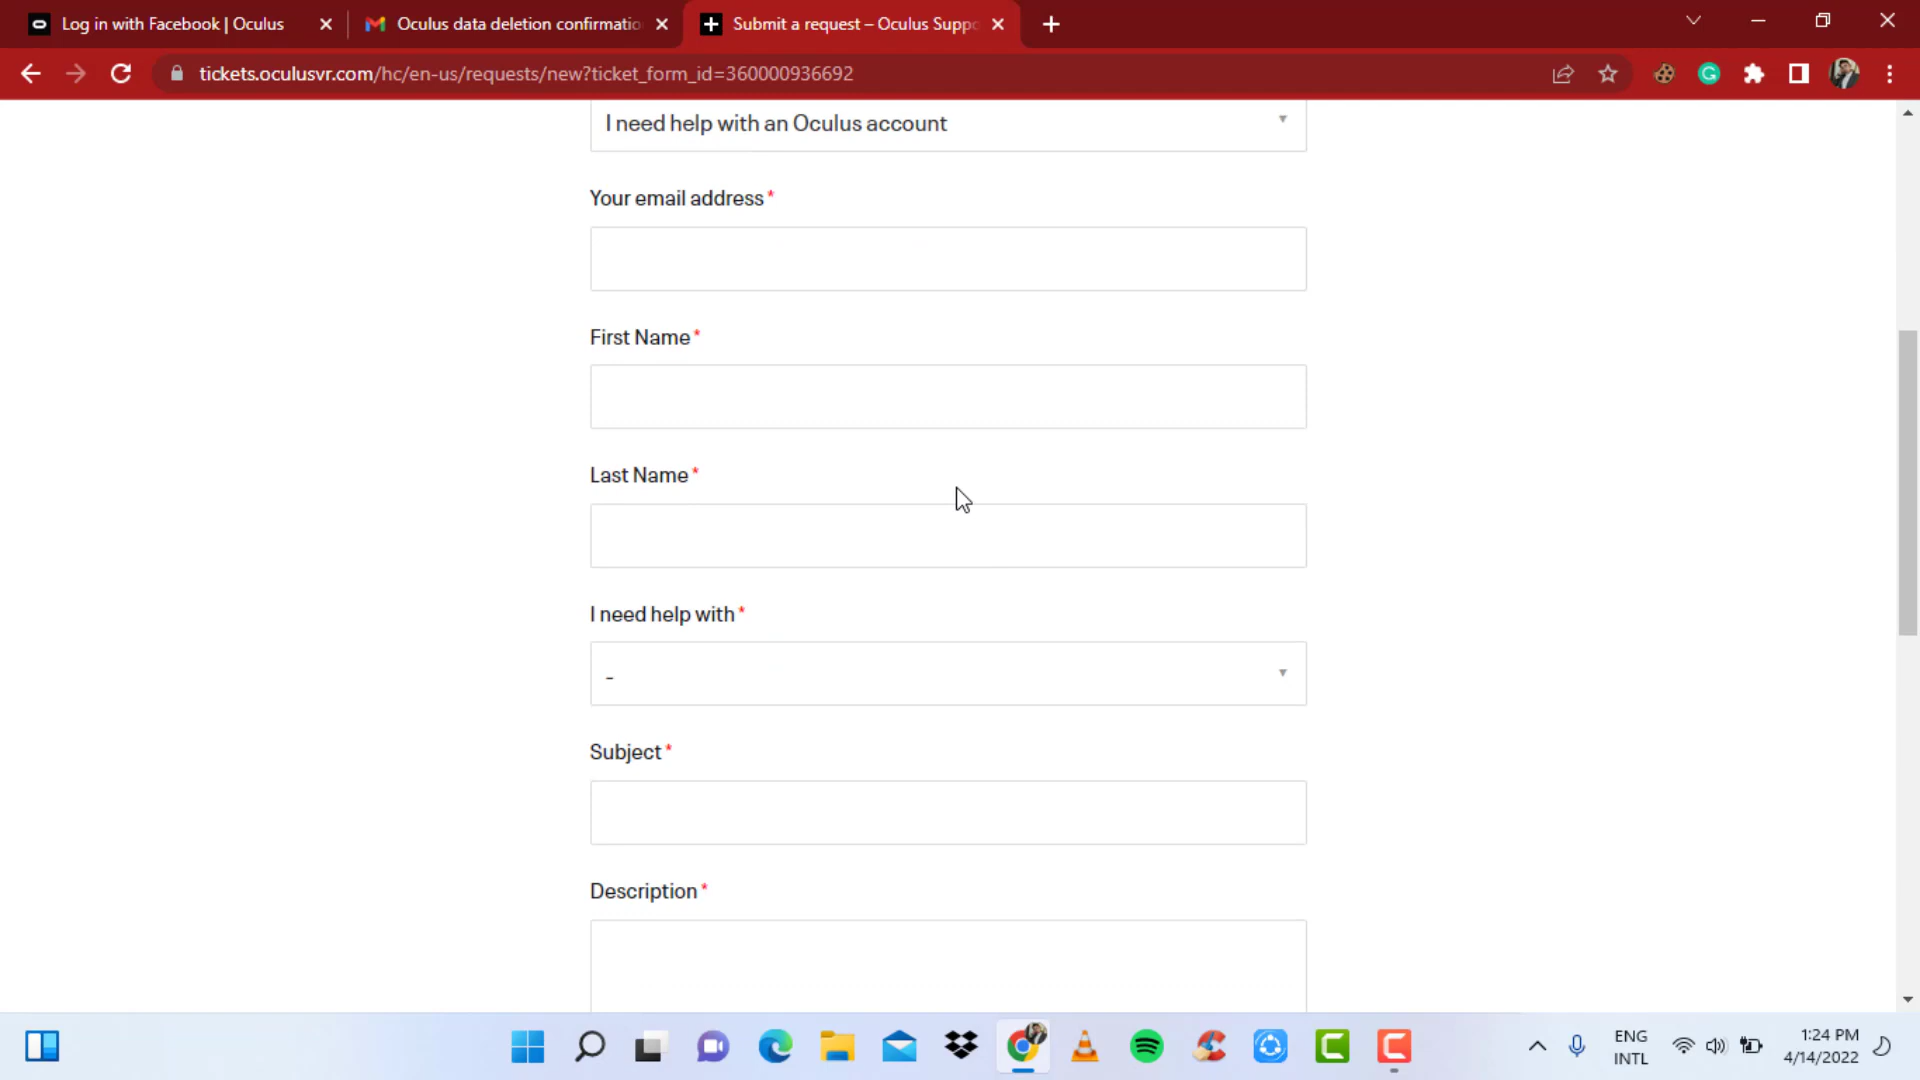 Log in with Facebook | Oculus
Oculus data deletion confirmatio
Submit a request – Oculus Suppo
tickets.oculusvr.com/hc/en-us/requests/new?ticket_form_id=360000936692
I need help with an Oculus account
Your email address*
First Name*
Last Name*
I need help with*
-
Subject*
Description*
ENG
INTL
1:24 PM
4/14/2022